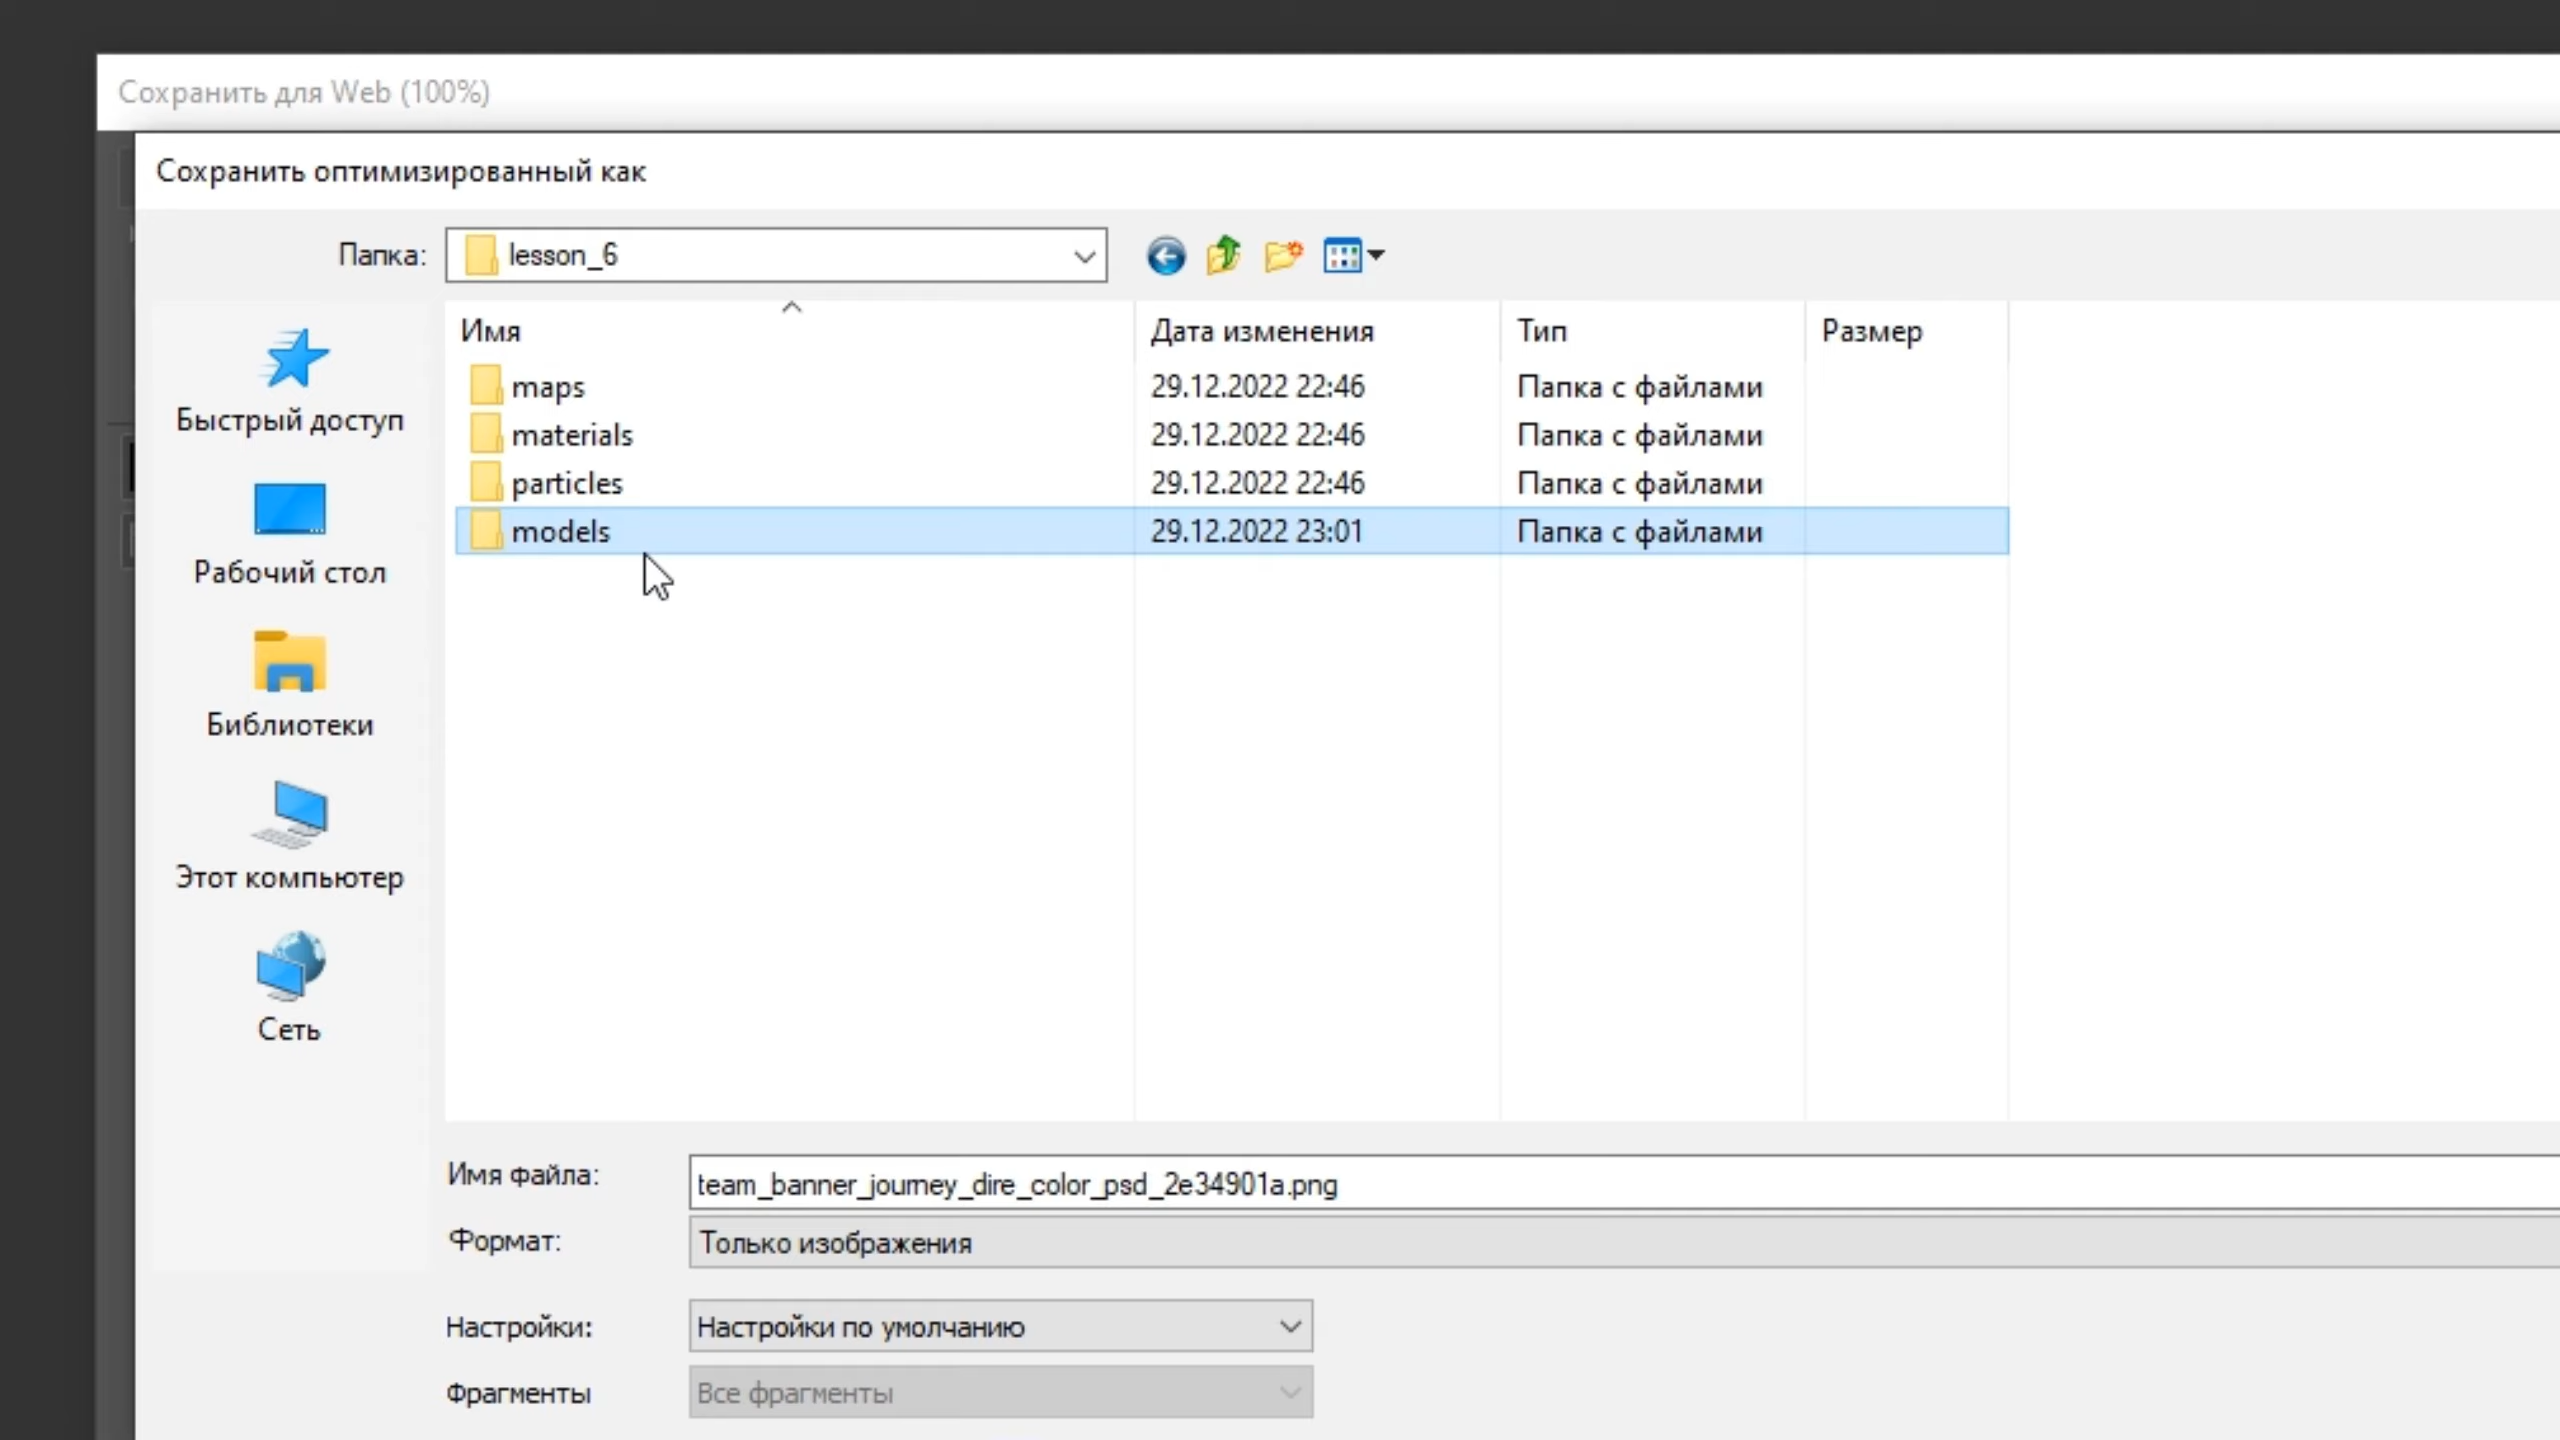 Сохранить для Web (100%)
Сохранить оптимизированный как
Папка: lesson_6
Имя Дата изменения Тип Размер
maps 29.12.2022 22:46 Папка с файлами
materials 29.12.2022 22:46 Папка с файлами
particles 29.12.2022 22:46 Папка с файлами
models 29.12.2022 23:01 Папка с файлами
Быстрый доступ
Рабочий стол
Библиотеки
Этот компьютер
Сеть
Имя файла: team_banner_journey_dire_color_psd_2e34901a.png
Формат: Только изображения
Настройки: Настройки по умолчанию
Фрагменты Все фрагменты